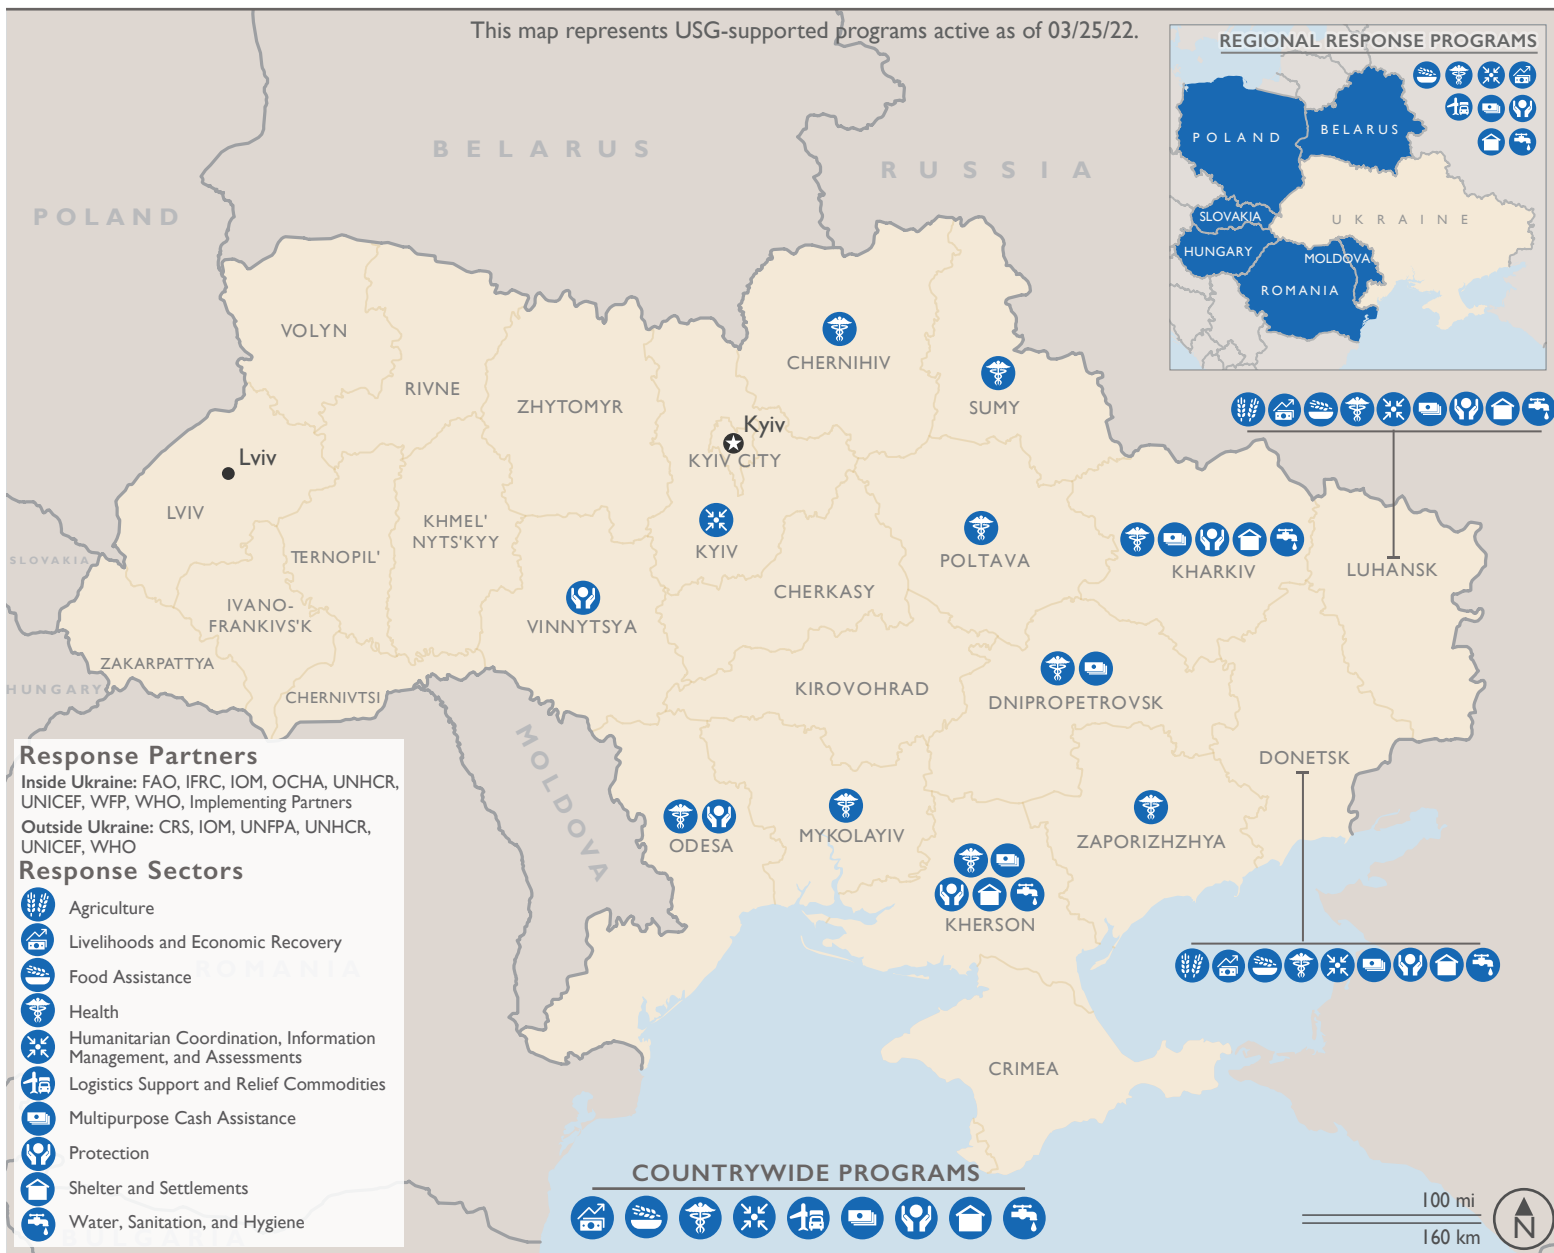 This map represents USG-supported programs active as of 03/25/22.
REGIONAL RESPONSE PROGRAMS
POLAND
BELARUS
SLOVAKIA
UKRAINE
HUNGARY
MOLDOVA
ROMANIA
BELARUS
RUSSIA
POLAND
VOLYN
RIVNE
ZHYTOMYR
CHERNIHIV
SUMY
Kyiv
KYIV CITY
Lviv
LVIV
KHMEL'
NYTS'KYY
TERNOPIL'
KYIV
POLTAVA
KHARKIV
LUHANSK
SLOVAKIA
IVANO-
FRANKIVS'K
VINNYTSYA
CHERKASY
ZAKARPATTYA
HUNGARY
CHERNIVTSI
KIROVOHRAD
DNIPROPETROVSK
DONETSK
MOLDOVA
ODESA
MYKOLAYIV
ZAPORIZHZHYA
KHERSON
CRIMEA
Response Partners
Inside Ukraine: FAO, IFRC, IOM, OCHA, UNHCR,
UNICEF, WFP, WHO, Implementing Partners
Outside Ukraine: CRS, IOM, UNFPA, UNHCR,
UNICEF, WHO
Response Sectors
Agriculture
Livelihoods and Economic Recovery
ROMANIA
Food Assistance
Health
Humanitarian Coordination, Information
Management, and Assessments
Logistics Support and Relief Commodities
Multipurpose Cash Assistance
Protection
Shelter and Settlements
Water, Sanitation, and Hygiene
BULGARIA
COUNTRYWIDE PROGRAMS
100 mi
160 km
N